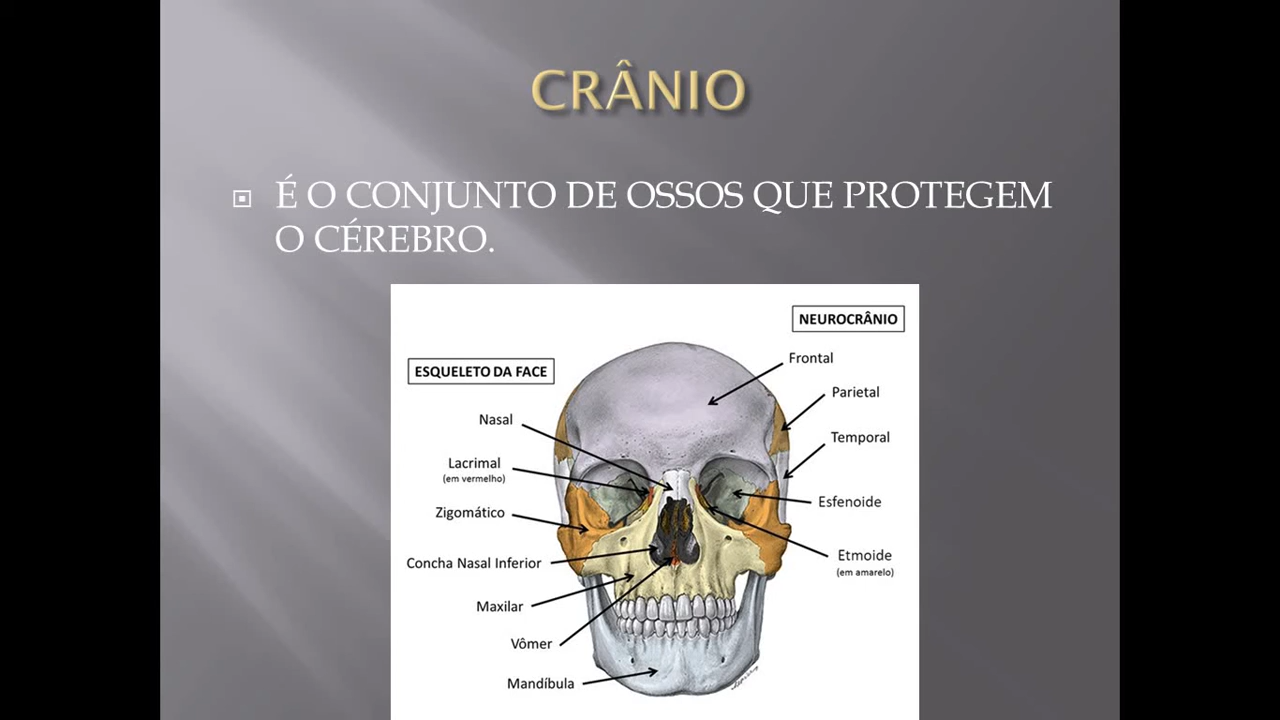 CRÂNIO
É O CONJUNTO DE OSSOS QUE PROTEGEM
O CÉREBRO.
NEUROCRÂNIO
Frontal
ESQUELETO DA FACE
Parietal
Nasal
Temporal
Lacrimal
(em vermelho)
Esfenoide
Zigomático
Etmoide
(em amarelo)
Concha Nasal Inferior
Maxilar
Vômer
Mandíbula